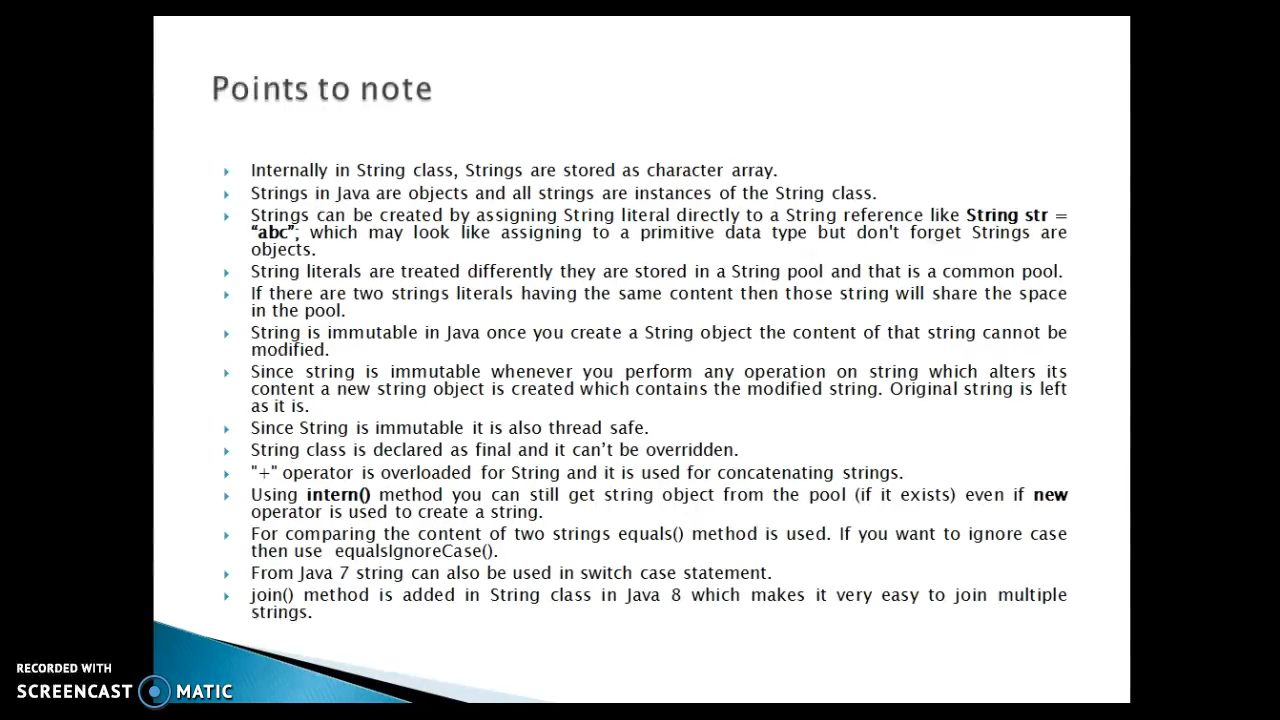 Points to note
Internally in String class, Strings are stored as character array.
Strings in Java are objects and all strings are instances of the String class.
Strings can be created by assigning String literal directly to a String reference like String str =
“abc”; which may look like assigning to a primitive data type but don't forget Strings are
objects.
String literals are treated differently they are stored in a String pool and that is a common pool.
If there are two strings literals having the same content then those string will share the space
in the pool.
String is immutable in Java once you create a String object the content of that string cannot be
modified.
Since string is immutable whenever you perform any operation on string which alters its
content a new string object is created which contains the modified string. Original string is left
as it is.
Since String is immutable it is also thread safe.
String class is declared as final and it can’t be overridden.
"+" operator is overloaded for String and it is used for concatenating strings.
Using intern() method you can still get string object from the pool (if it exists) even if new
operator is used to create a string.
For comparing the content of two strings equals() method is used. If you want to ignore case
then use equalsIgnoreCase().
From Java 7 string can also be used in switch case statement.
join() method is added in String class in Java 8 which makes it very easy to join multiple
strings.
RECORDED WITH
SCREENCAST MATIC